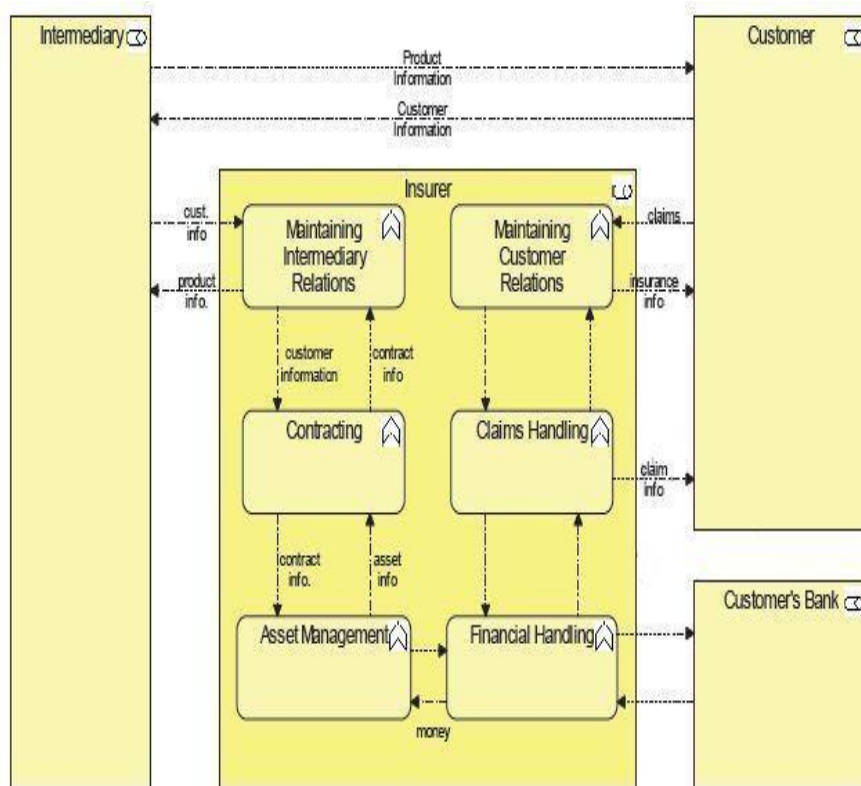 Intermediary
Customer
Product
Information
Customer
Information
Insurer
cust.
info
Maintaining
Intermediary
Relations
Maintaining
Customer
Relations
claims
product
info.
insurance
info
customer
information
contract
info
Contracting
Claims Handling
claim
info
contract
info.
asset
info
Customer's Bank
Asset Management
Financial Handling
money